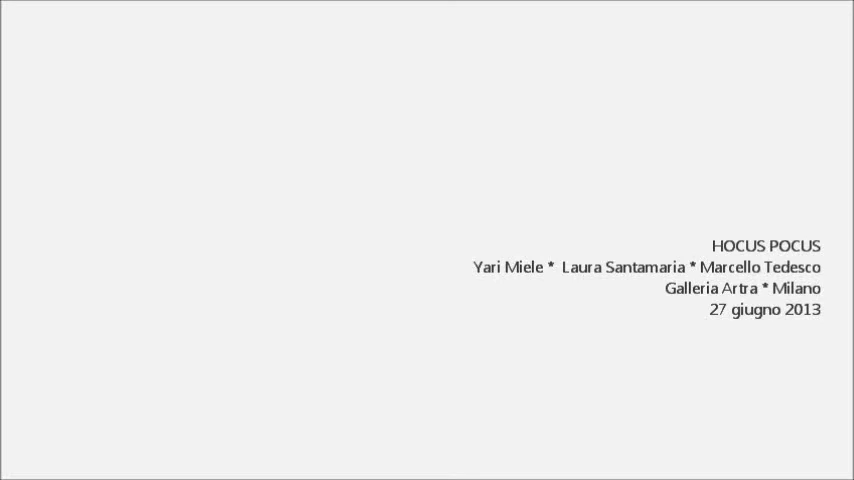 HOCUS POCUS
Yari Miele * Laura Santamaria * Marcello Tedesco
Galleria Artra * Milano
27 giugno 2013